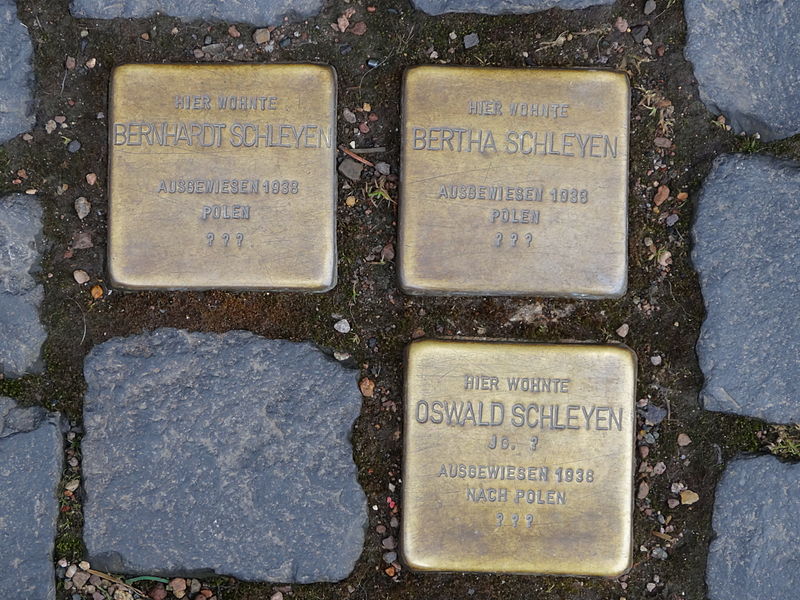 HIER WOHNTE
BERNHARDT SCHLEYEN
AUSGEWIESEN 1938
POLEN
? ? ?
HIER WOHNTE
BERTHA SCHLEYEN
AUSGEWIESEN 1938
POLEN
? ? ?
HIER WOHNTE
OSWALD SCHLEYEN
JG. ?
AUSGEWIESEN 1938
NACH POLEN
? ? ?